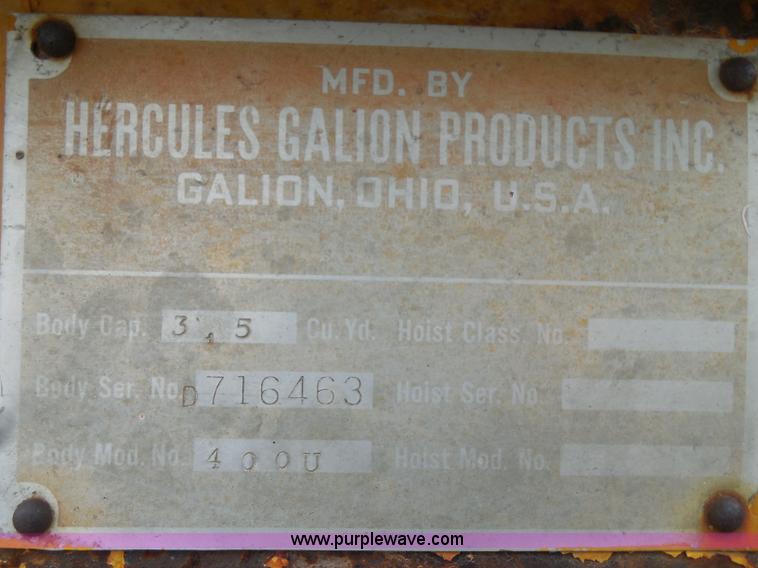 MFD. BY
HERCULES GALION PRODUCTS INC.
GALION, OHIO, U.S.A.
Body Cap. 3.5 Cu. Yd. Hoist Class. No.
Body Ser. No. D716463 Hoist Ser. No.
Body Mod. No. 400U Hoist Mod. No.
www.purplewave.com